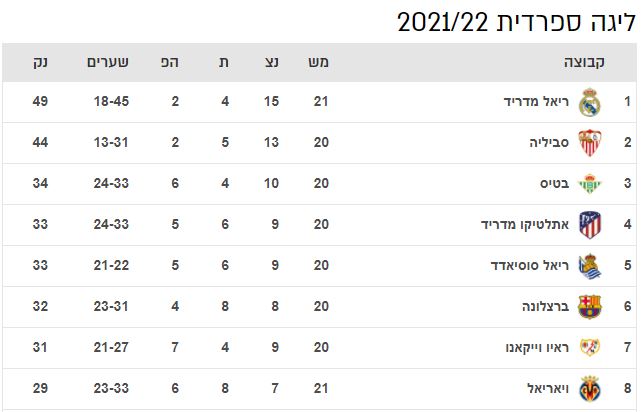 ליגה ספרדית 2021/22
קבוצה מש נצ ת הפ שערים נק
1 ריאל מדריד 21 15 4 2 18-45 49
2 סביליה 20 13 5 2 13-31 44
3 בטיס 20 10 4 6 24-33 34
4 אתלטיקו מדריד 20 9 6 5 24-33 33
5 ריאל סוסיאדד 20 9 6 5 21-22 33
6 ברצלונה 20 8 8 4 23-31 32
7 ראיו וייקאנו 20 9 4 7 21-27 31
8 ויאריאל 21 7 8 6 23-33 29